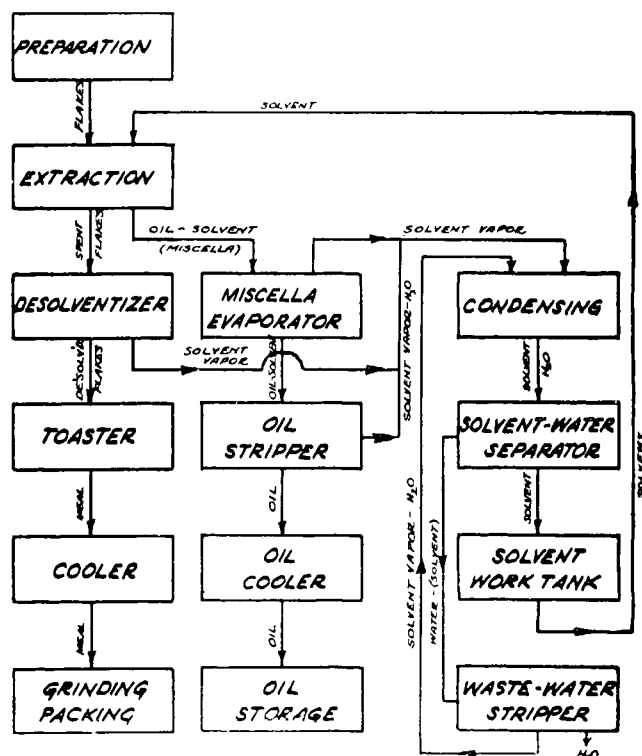 PREPARATION
FLAKES
SOLVENT
EXTRACTION
SPENT
FLAKES
OIL-SOLVENT
(MISCELLA)
SOLVENT VAPOR
DESOLVENTIZER
MISCELLA
EVAPORATOR
CONDENSING
DESOLV'
FLAKES
SOLVENT
VAPOR
OIL-SOLVENT
SOLVENT VAPOR-H2O
SOLVENT
H2O
TOASTER
OIL
STRIPPER
SOLVENT-WATER
SEPARATOR
SOLVENT
MEAL
OIL
SOLVENT VAPOR-H2O
WATER-(SOLVENT)
SOLVENT
COOLER
OIL
COOLER
SOLVENT
WORK TANK
MEAL
OIL
GRINDING
PACKING
OIL
STORAGE
WASTE-WATER
STRIPPER
H2O